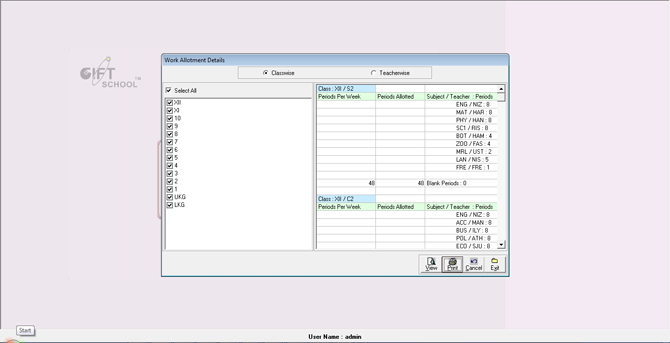 Work Allotment Details
Classwise Teacherwise
GIFT SCHOOL TM
Select All
XII
XI
10
9
8
7
6
5
4
3
2
1
UKG
LKG
Class : XII / S2
Periods Per Week Periods Allotted Subject / Teacher : Periods
ENG / NIZ : 8
MAT / HAR : 8
PHY / HAN : 8
SC1 / RIS : 8
BOT / HAM : 4
ZOO / FAS : 4
MRL / UST : 2
LAN / NIS : 5
FRE / FRE : 1
48 48 Blank Periods : 0
Class : XII / C2
Periods Per Week Periods Allotted Subject / Teacher : Periods
ENG / NIZ : 8
ACC / MAN : 8
BUS / ILY : 8
POL / ATH : 8
ECO / SJU : 8
View Print Cancel Exit
Start
User Name : admin